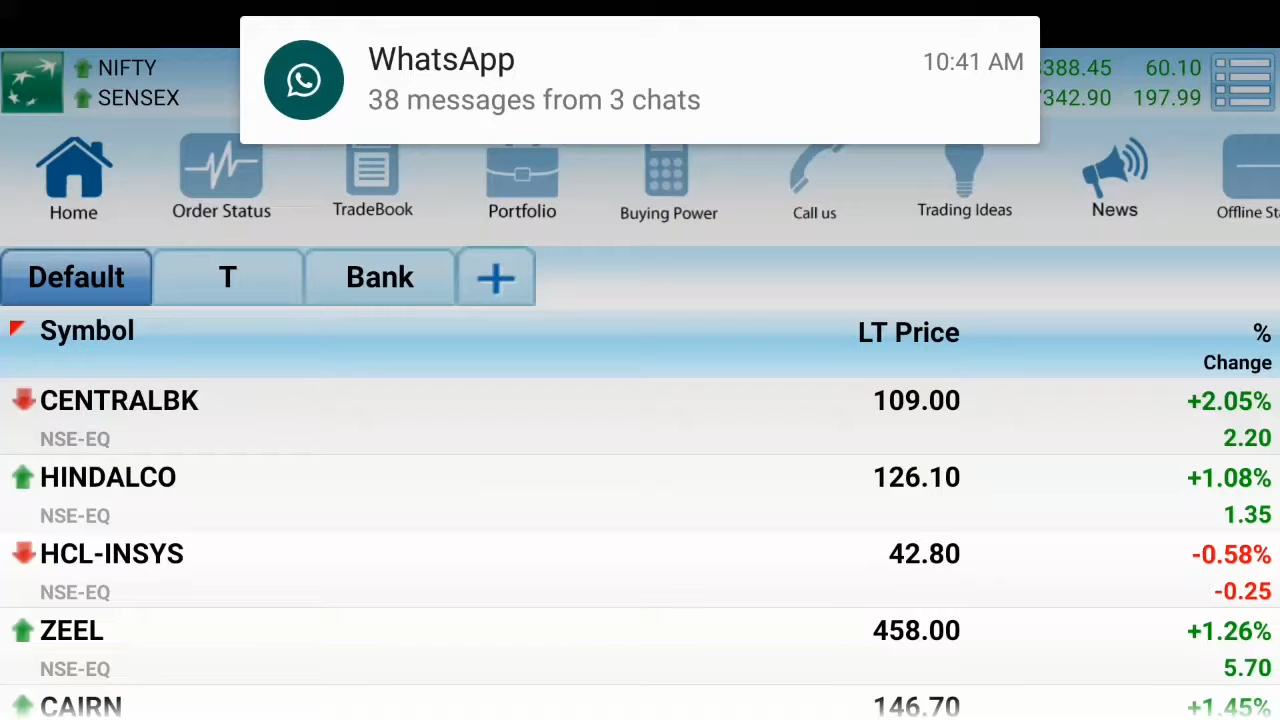 WhatsApp 10:41 AM
38 messages from 3 chats
NIFTY 388.45 60.10
SENSEX 342.90 197.99
Home Order Status TradeBook Portfolio Buying Power Call us Trading Ideas News Offline
Default T Bank +
Symbol LT Price %
Change
CENTRALBK 109.00 +2.05%
NSE-EQ 2.20
HINDALCO 126.10 +1.08%
NSE-EQ 1.35
HCL-INSYS 42.80 -0.58%
NSE-EQ -0.25
ZEEL 458.00 +1.26%
NSE-EQ 5.70
CAIRN 146.70 +1.45%